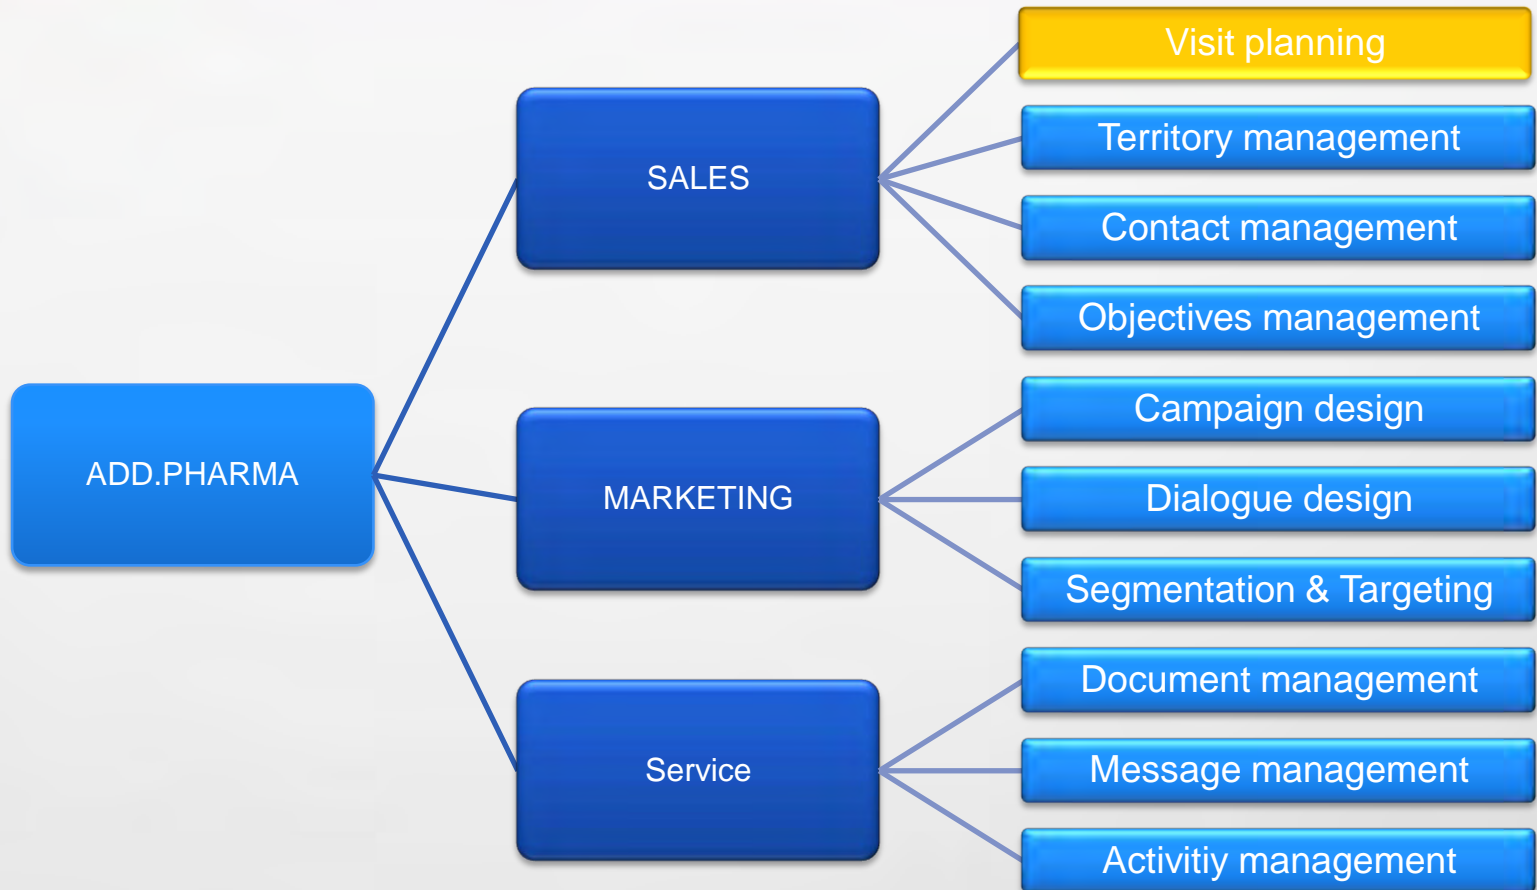 ADD.PHARMA
SALES
Visit planning
Territory management
Contact management
Objectives management
MARKETING
Campaign design
Dialogue design
Segmentation & Targeting
Service
Document management
Message management
Activitiy management